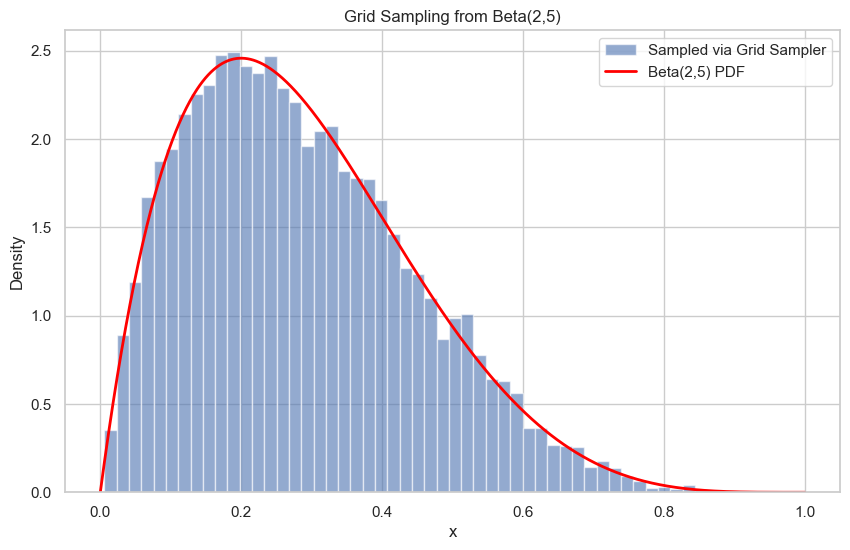 Grid Sampling from Beta(2,5)
Sampled via Grid Sampler
Beta(2,5) PDF
Density
2.5
2.0
1.5
1.0
0.5
0.0
0.0 0.2 0.4 0.6 0.8 1.0
x